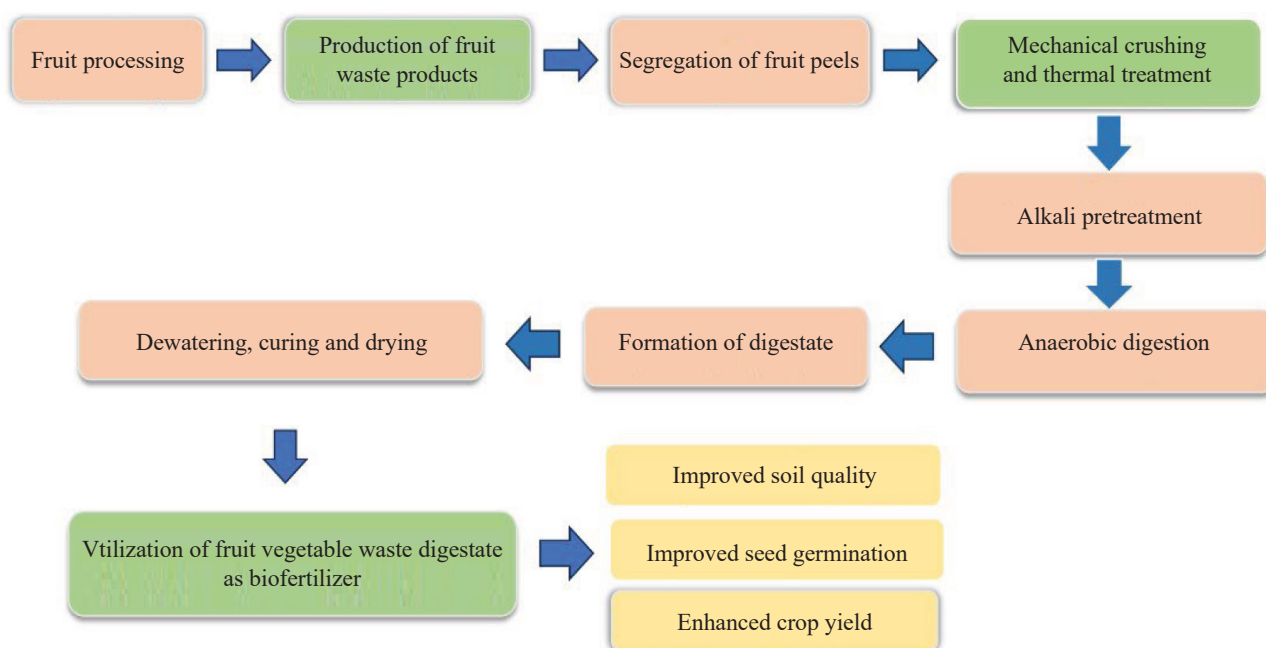 Fruit processing
Production of fruit
waste products
Segregation of fruit peels
Mechanical crushing
and thermal treatment
Alkali pretreatment
Anaerobic digestion
Formation of digestate
Dewatering, curing and drying
Vtilization of fruit vegetable waste digestate
as biofertilizer
Improved soil quality
Improved seed germination
Enhanced crop yield